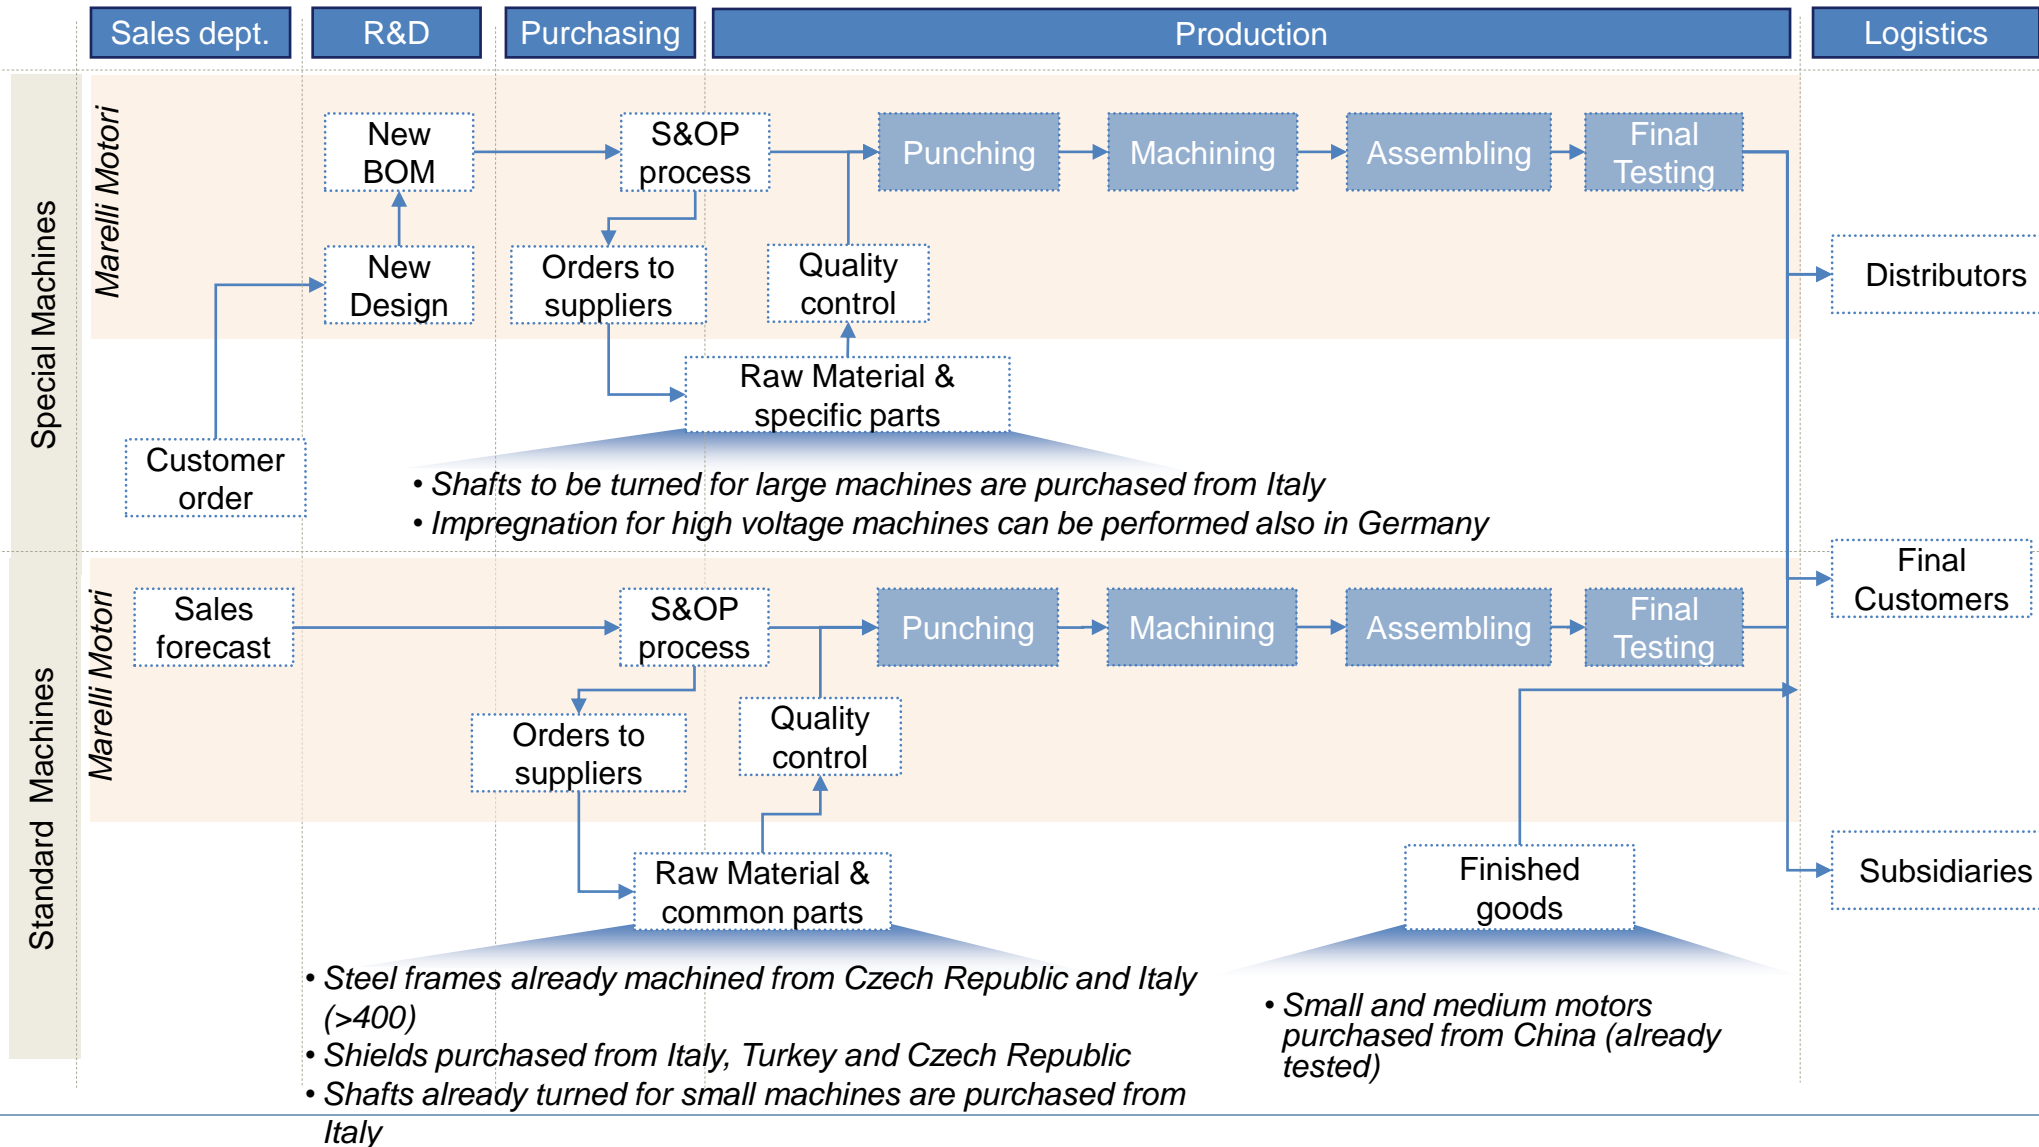 Sales dept.
R&D
Purchasing
Production
Logistics
Special Machines
Marelli Motori
New
BOM
S&OP
process
Punching
Machining
Assembling
Final
Testing
New
Design
Orders to
suppliers
Quality
control
Distributors
Raw Material &
specific parts
Customer
order
• Shafts to be turned for large machines are purchased from Italy
• Impregnation for high voltage machines can be performed also in Germany
Final
Customers
Standard Machines
Marelli Motori
Sales
forecast
S&OP
process
Punching
Machining
Assembling
Final
Testing
Orders to
suppliers
Quality
control
Raw Material &
common parts
Finished
goods
Subsidiaries
• Steel frames already machined from Czech Republic and Italy
(>400)
• Shields purchased from Italy, Turkey and Czech Republic
• Shafts already turned for small machines are purchased from
Italy
• Small and medium motors
purchased from China (already
tested)